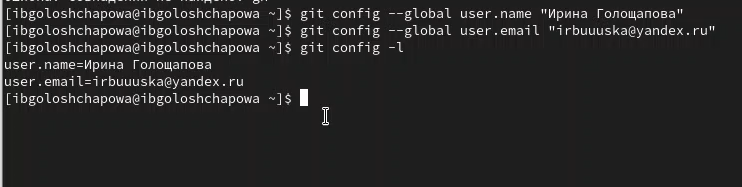 [ibgoloshchapowa@ibgoloshchapowa ~]$ git config --global user.name "Ирина Голощапова"
[ibgoloshchapowa@ibgoloshchapowa ~]$ git config --global user.email "irbuuuska@yandex.ru"
[ibgoloshchapowa@ibgoloshchapowa ~]$ git config -l
user.name=Ирина Голощапова
user.email=irbuuuska@yandex.ru
[ibgoloshchapowa@ibgoloshchapowa ~]$